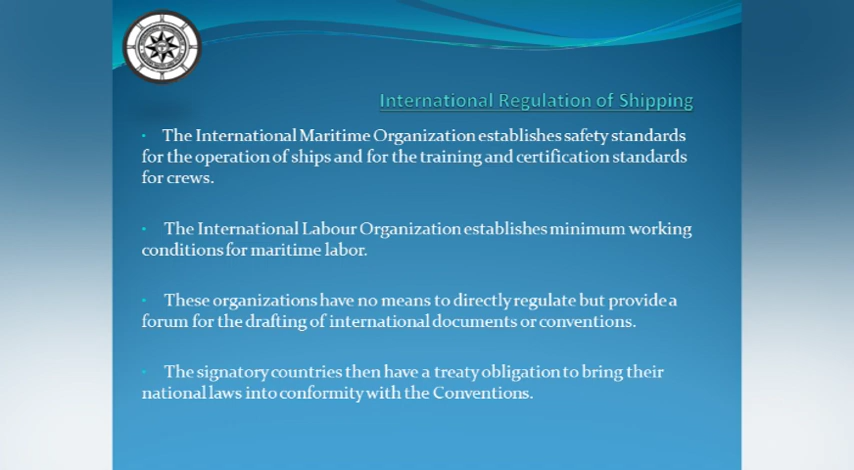 International Regulation of Shipping
• The International Maritime Organization establishes safety standards
for the operation of ships and for the training and certification standards
for crews.
• The International Labour Organization establishes minimum working
conditions for maritime labor.
• These organizations have no means to directly regulate but provide a
forum for the drafting of international documents or conventions.
• The signatory countries then have a treaty obligation to bring their
national laws into conformity with the Conventions.